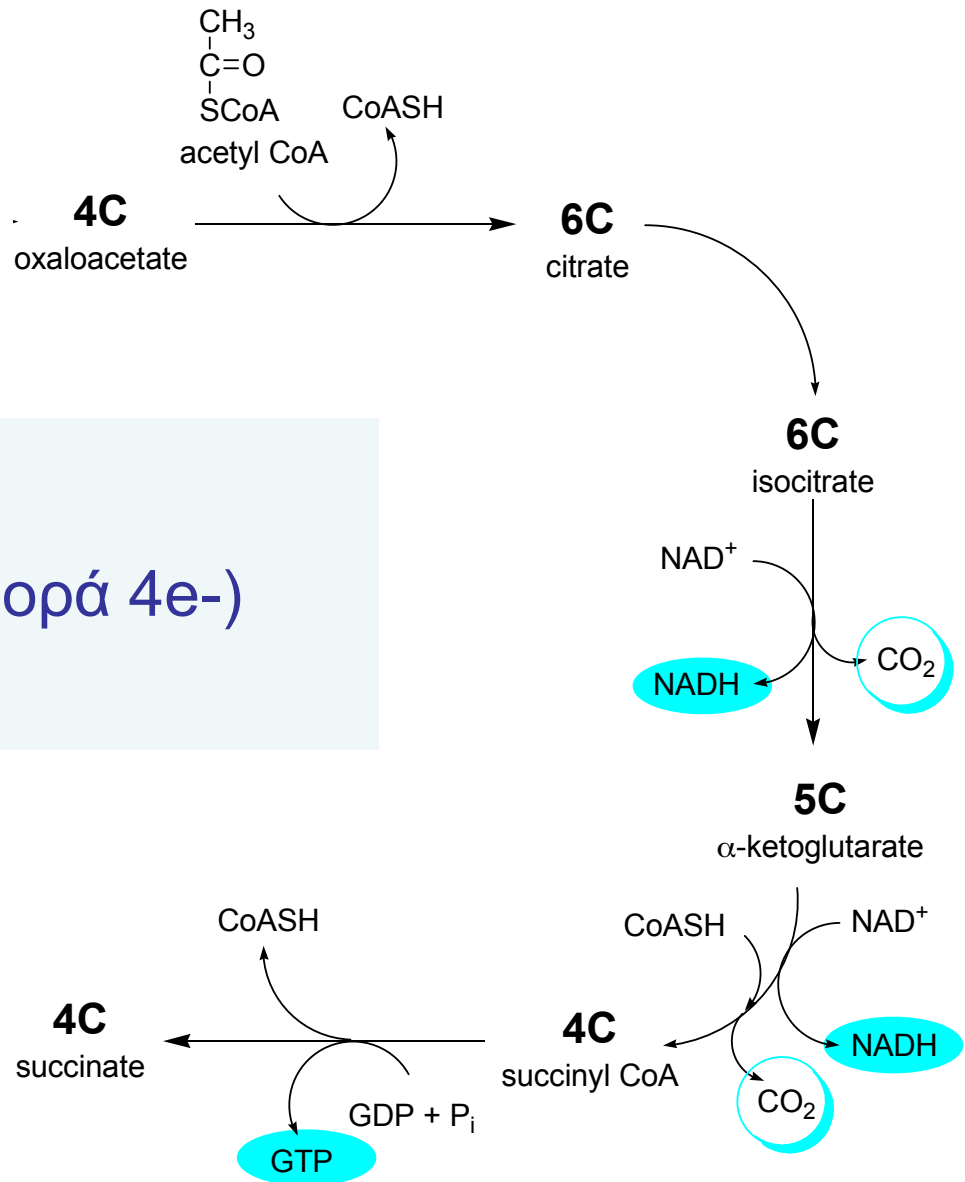 CH₃
C=O
SCoA
acetyl CoA
CoASH
4C
oxaloacetate
6C
citrate
6C
isocitrate
NAD⁺
NADH
CO₂
ορά 4e-)
5C
α-ketoglutarate
CoASH
NAD⁺
NADH
CO₂
4C
succinyl CoA
CoASH
GDP + Pᵢ
GTP
4C
succinate